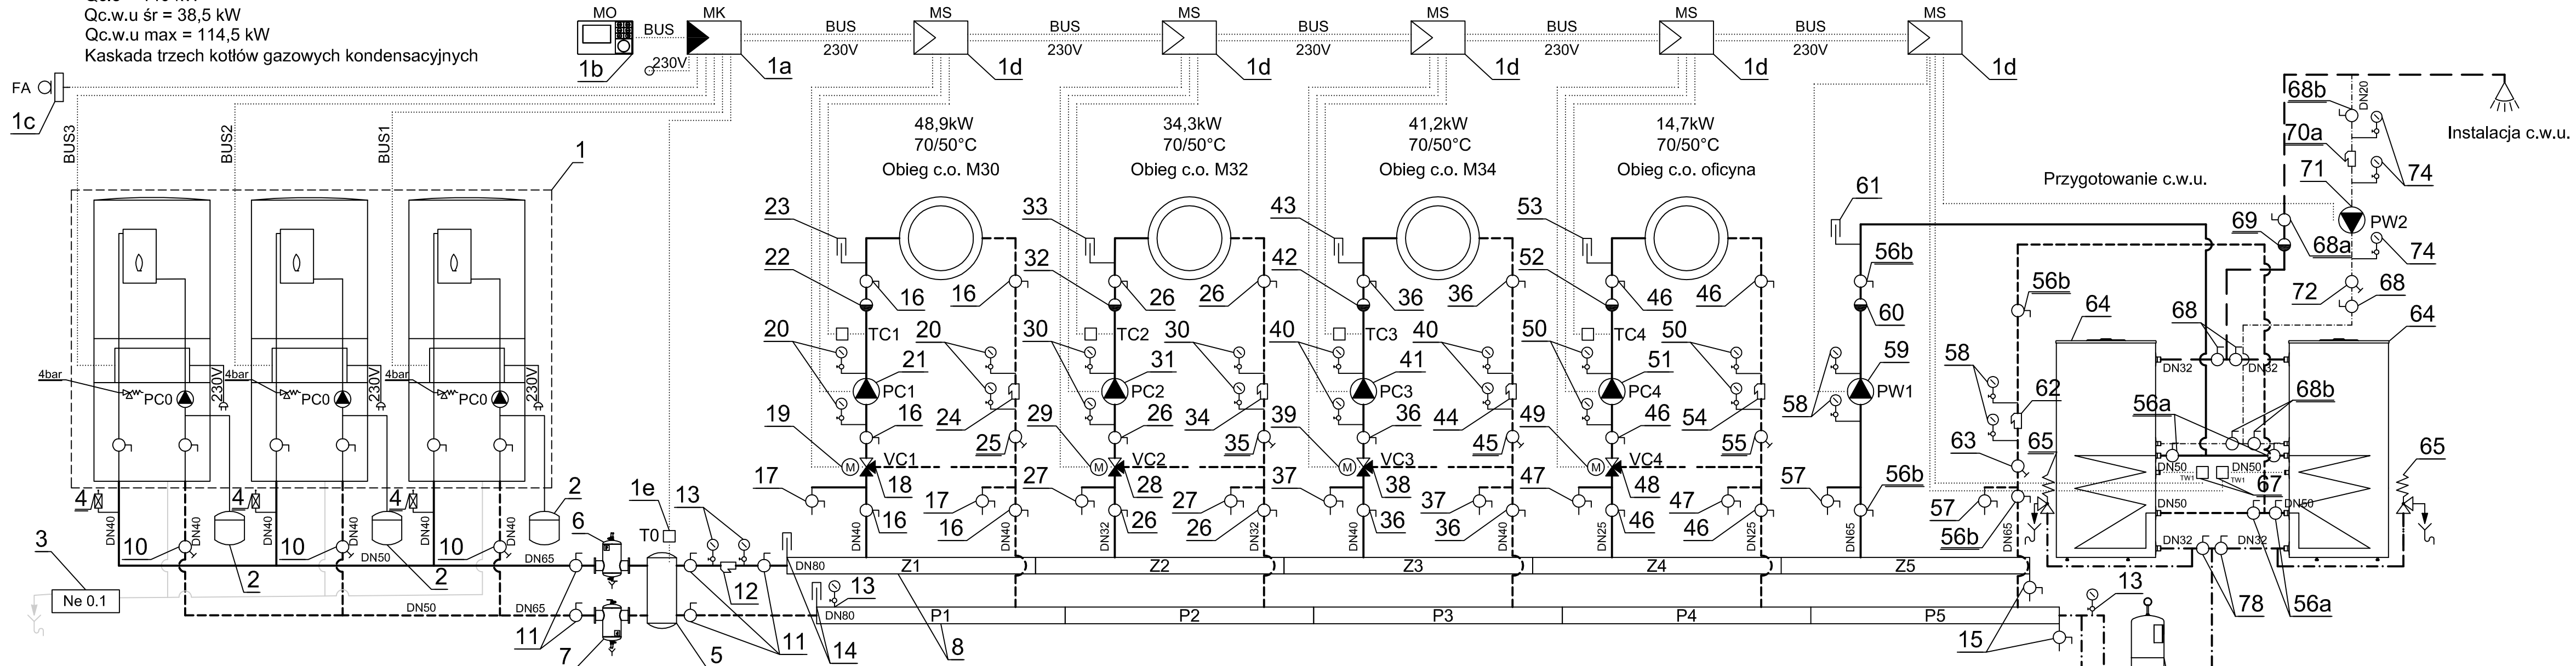 Qc.w.u śr = 38,5 kW
Qc.w.u max = 114,5 kW
Kaskada trzech kotłów gazowych kondensacyjnych
MO BUS MK BUS MS BUS MS BUS MS BUS MS BUS MS
230V 230V 230V 230V 230V 230V
1b 1a 1d 1d 1d 1d 1d
FA
1c
BUS3 BUS2 BUS1
1
48,9kW
70/50°C
Obieg c.o. M30
34,3kW
70/50°C
Obieg c.o. M32
41,2kW
70/50°C
Obieg c.o. M34
14,7kW
70/50°C
Obieg c.o. oficyna
Przygotowanie c.w.u.
Instalacja c.w.u.
DN20
68b
70a
74
71
PW2
69
68a
74
72
68
4bar PC0 230V
4bar PC0 230V
4bar PC0 230V
4 4 4
DN40 DN40 DN40 DN40 DN40 DN40
10 10 10
2 2 2
3
Ne 0.1
DN50 DN65
DN50 DN65
6
7
11
5
1e
T0
13
12
11
14
23
22
16 16
20 TC1 20
21
PC1
16
24
25
19
M VC1
18
17 17
16 16
DN40 DN40
33
32
26 26
30 TC2 30
31
PC2
26
34
35
29
M VC2
28
27 27
26 26
DN32 DN32
43
42
36 36
40 TC3 40
41
PC3
36
44
45
39
M VC3
38
37 37
36 36
DN40 DN40
53
52
46 46
50 TC4 50
51
PC4
46
54
55
49
M VC4
48
47 47
46 46
DN25 DN25
61
56b
60
59
58 PW1
57
56b
DN65
56b
58
62
63
57
56b
DN65
64 68 64
DN32 DN32
56a 68b
65 65
DN50 DN50
TW1 TW1
67
DN50 DN50
DN32 DN32
78 56a
DN80 Z1 Z2 Z3 Z4 Z5
13
DN80 P1 P2 P3 P4 P5
8
15
13